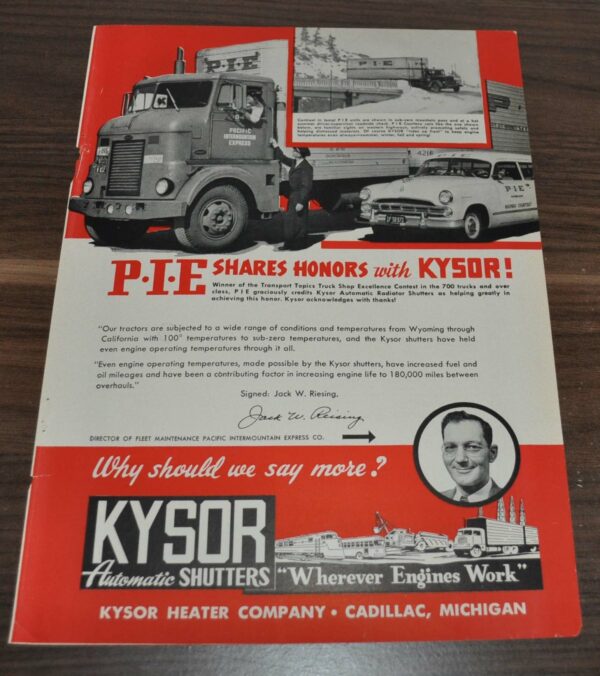 P·I·E
PACIFIC
INTERMOUNTAIN
EXPRESS
P·I·E
4216
P·I·E SHARES HONORS with KYSOR!
Winner of the Transport Topics Truck Shop Excellence Contest in the 700 trucks and over
class, P I E graciously credits Kysor Automatic Radiator Shutters as helping greatly in
achieving this honor. Kysor acknowledges with thanks!
"Our tractors are subjected to a wide range of conditions and temperatures from Wyoming through
California with 100° temperatures to sub-zero temperatures, and the Kysor shutters have held
even engine operating temperatures through it all.
"Even engine operating temperatures, made possible by the Kysor shutters, have increased fuel and
oil mileages and have been a contributing factor in increasing engine life to 180,000 miles between
overhauls."
Signed: Jack W. Riesing,
Jack W. Riesing
DIRECTOR OF FLEET MAINTENANCE PACIFIC INTERMOUNTAIN EXPRESS CO.
Why should we say more?
KYSOR
Automatic SHUTTERS
"Wherever Engines Work"
KYSOR HEATER COMPANY • CADILLAC, MICHIGAN